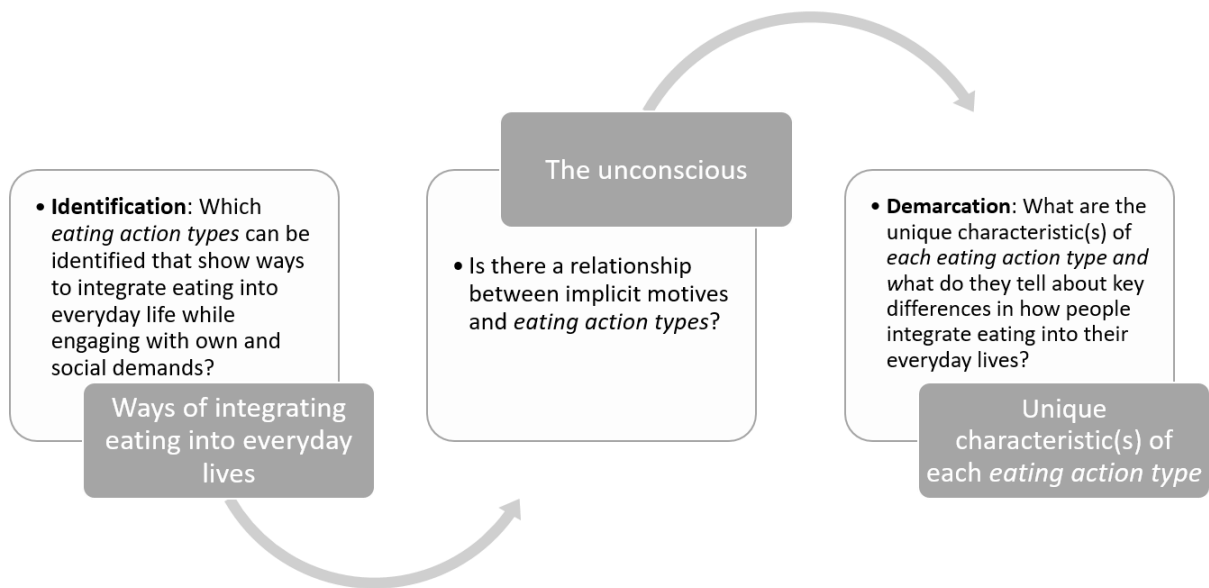 • Identification: Which
eating action types can be
identified that show ways
to integrate eating into
everyday life while
engaging with own and
social demands?
Ways of integrating
eating into everyday
lives
The unconscious
• Is there a relationship
between implicit motives
and eating action types?
• Demarcation: What are the
unique characteristic(s) of
each eating action type and
what do they tell about key
differences in how people
integrate eating into their
everyday lives?
Unique
characteristic(s) of
each eating action type